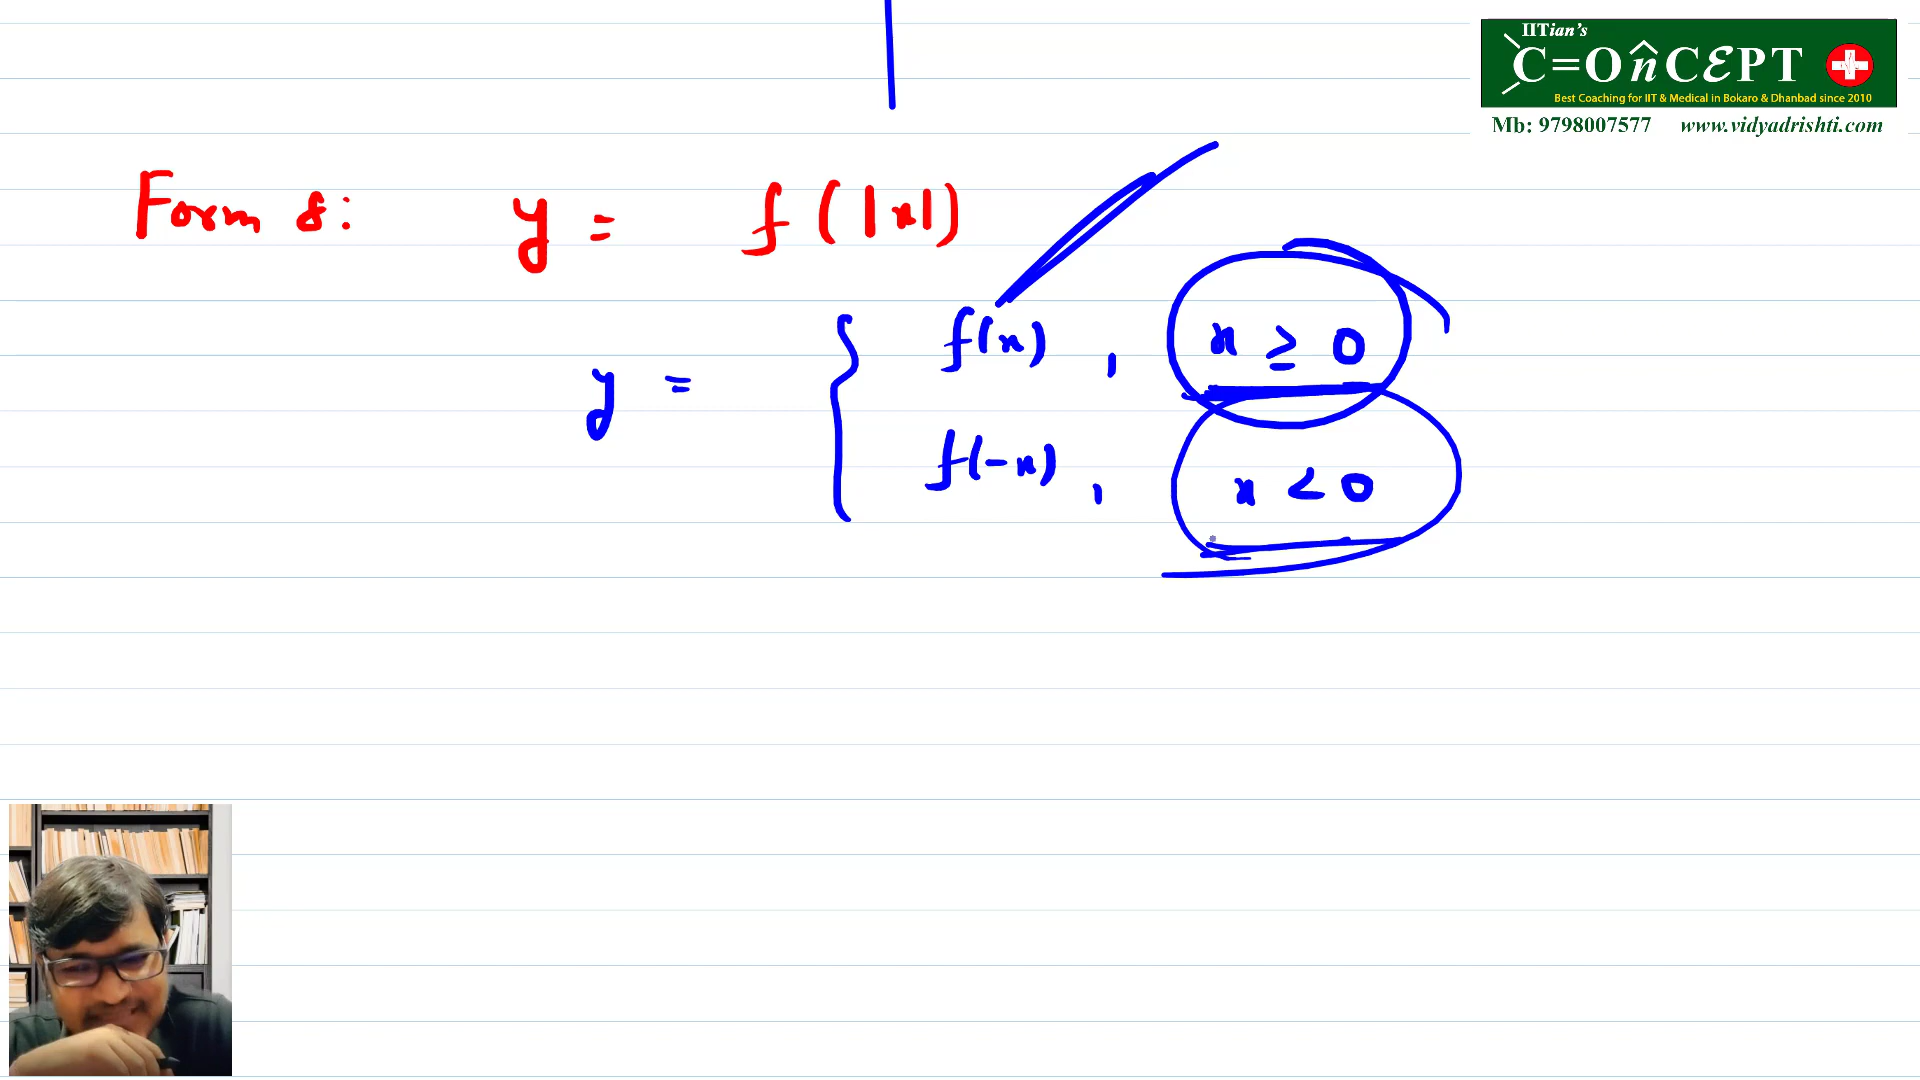 IITian's
C=OnCEPT
Best Coaching for IIT & Medical in Bokaro & Dhanbad since 2010
Mb: 9798007577 www.vidyadrishti.com
Form 8: y = f(|x|)
y = { f(x), x ≥ 0
f(-x), x < 0